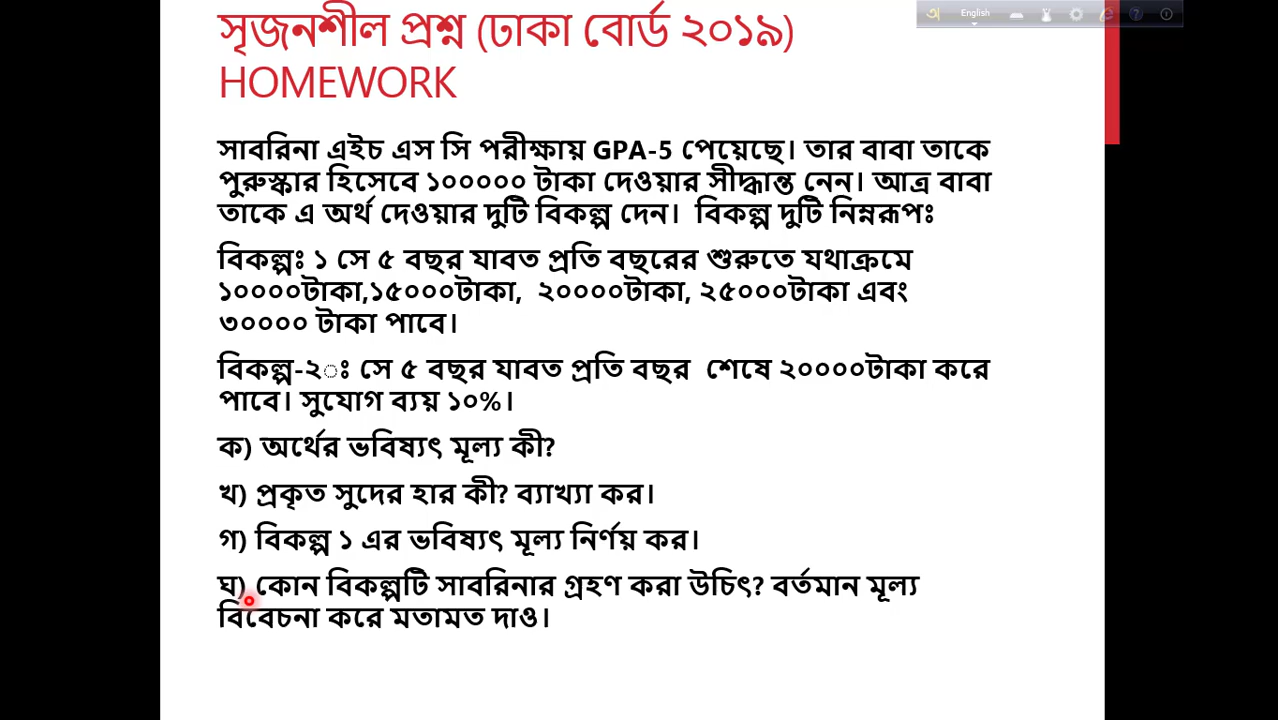 সৃজনশীল প্রশ্ন (ঢাকা বোর্ড ২০১৯)
English
HOMEWORK
সাবরিনা এইচ এস সি পরীক্ষায় GPA-5 পেয়েছে। তার বাবা তাকে
পুরুস্কার হিসেবে ১০০০০০ টাকা দেওয়ার সীদ্ধান্ত নেন। আত্র বাবা
তাকে এ অর্থ দেওয়ার দুটি বিকল্প দেন। বিকল্প দুটি নিম্নরূপঃ
বিকল্পঃ ১ সে ৫ বছর যাবত প্রতি বছরের শুরুতে যথাক্রমে
১০০০০টাকা,১৫০০০টাকা, ২০০০০টাকা, ২৫০০০টাকা এবং
৩০০০০ টাকা পাবে।
বিকল্প-২ঃ সে ৫ বছর যাবত প্রতি বছর শেষে ২০০০০টাকা করে
পাবে। সুযোগ ব্যয় ১০%।
ক) অর্থের ভবিষ্যৎ মূল্য কী?
খ) প্রকৃত সুদের হার কী? ব্যাখ্যা কর।
গ) বিকল্প ১ এর ভবিষ্যৎ মূল্য নির্ণয় কর।
ঘ) কোন বিকল্পটি সাবরিনার গ্রহণ করা উচিৎ? বর্তমান মূল্য
বিবেচনা করে মতামত দাও।